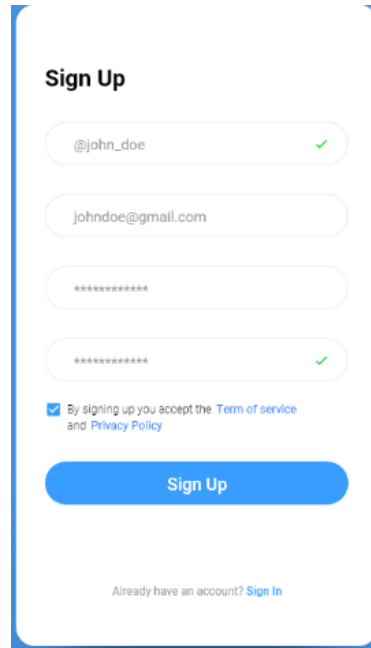 Sign Up
@john_doe
johndoe@gmail.com
************
************
By signing up you accept the Term of service
and Privacy Policy
Sign Up
Already have an account? Sign In